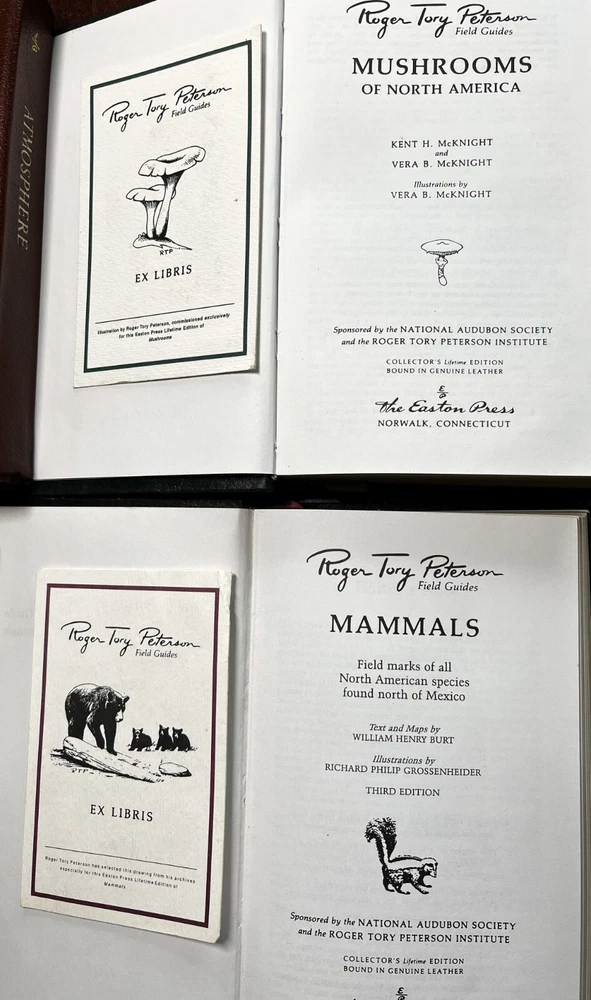 ATMOSPHERE
Roger Tory Peterson
Field Guides
RTP
EX LIBRIS
Illustration by Roger Tory Peterson, commissioned exclusively
for this Easton Press Lifetime Edition of
Mushrooms
Roger Tory Peterson
Field Guides
MUSHROOMS
OF NORTH AMERICA
KENT H. McKNIGHT
and
VERA B. McKNIGHT
Illustrations by
VERA B. McKNIGHT
Sponsored by the NATIONAL AUDUBON SOCIETY
and the ROGER TORY PETERSON INSTITUTE
COLLECTOR'S Lifetime EDITION
BOUND IN GENUINE LEATHER
The Easton Press
NORWALK, CONNECTICUT
Roger Tory Peterson
Field Guides
RTP
EX LIBRIS
Roger Tory Peterson has selected this drawing from his archives
especially for this Easton Press Lifetime Edition of
Mammals
Roger Tory Peterson
Field Guides
MAMMALS
Field marks of all
North American species
found north of Mexico
Text and Maps by
WILLIAM HENRY BURT
Illustrations by
RICHARD PHILIP GROSSENHEIDER
THIRD EDITION
Sponsored by the NATIONAL AUDUBON SOCIETY
and the ROGER TORY PETERSON INSTITUTE
COLLECTOR'S Lifetime EDITION
BOUND IN GENUINE LEATHER